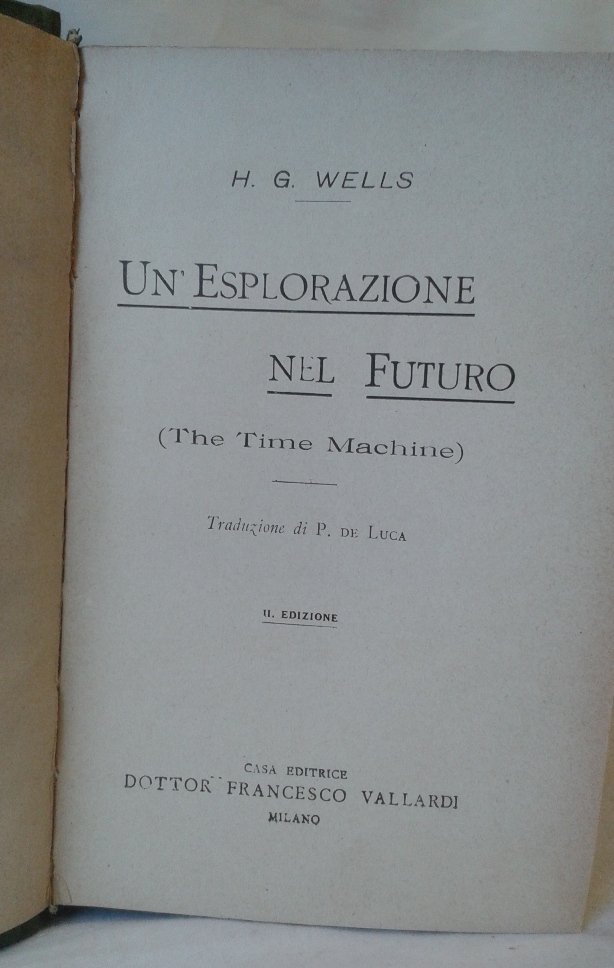 H. G. WELLS
UN' ESPLORAZIONE
NEL FUTURO
(The Time Machine)
Traduzione di P. DE LUCA
II. EDIZIONE
CASA EDITRICE
DOTTOR FRANCESCO VALLARDI
MILANO